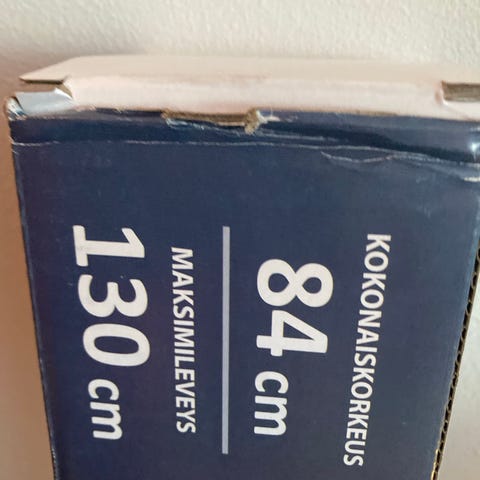 KOKONAISKORKEUS
84 cm
MAKSIMILEVEYS
130 cm